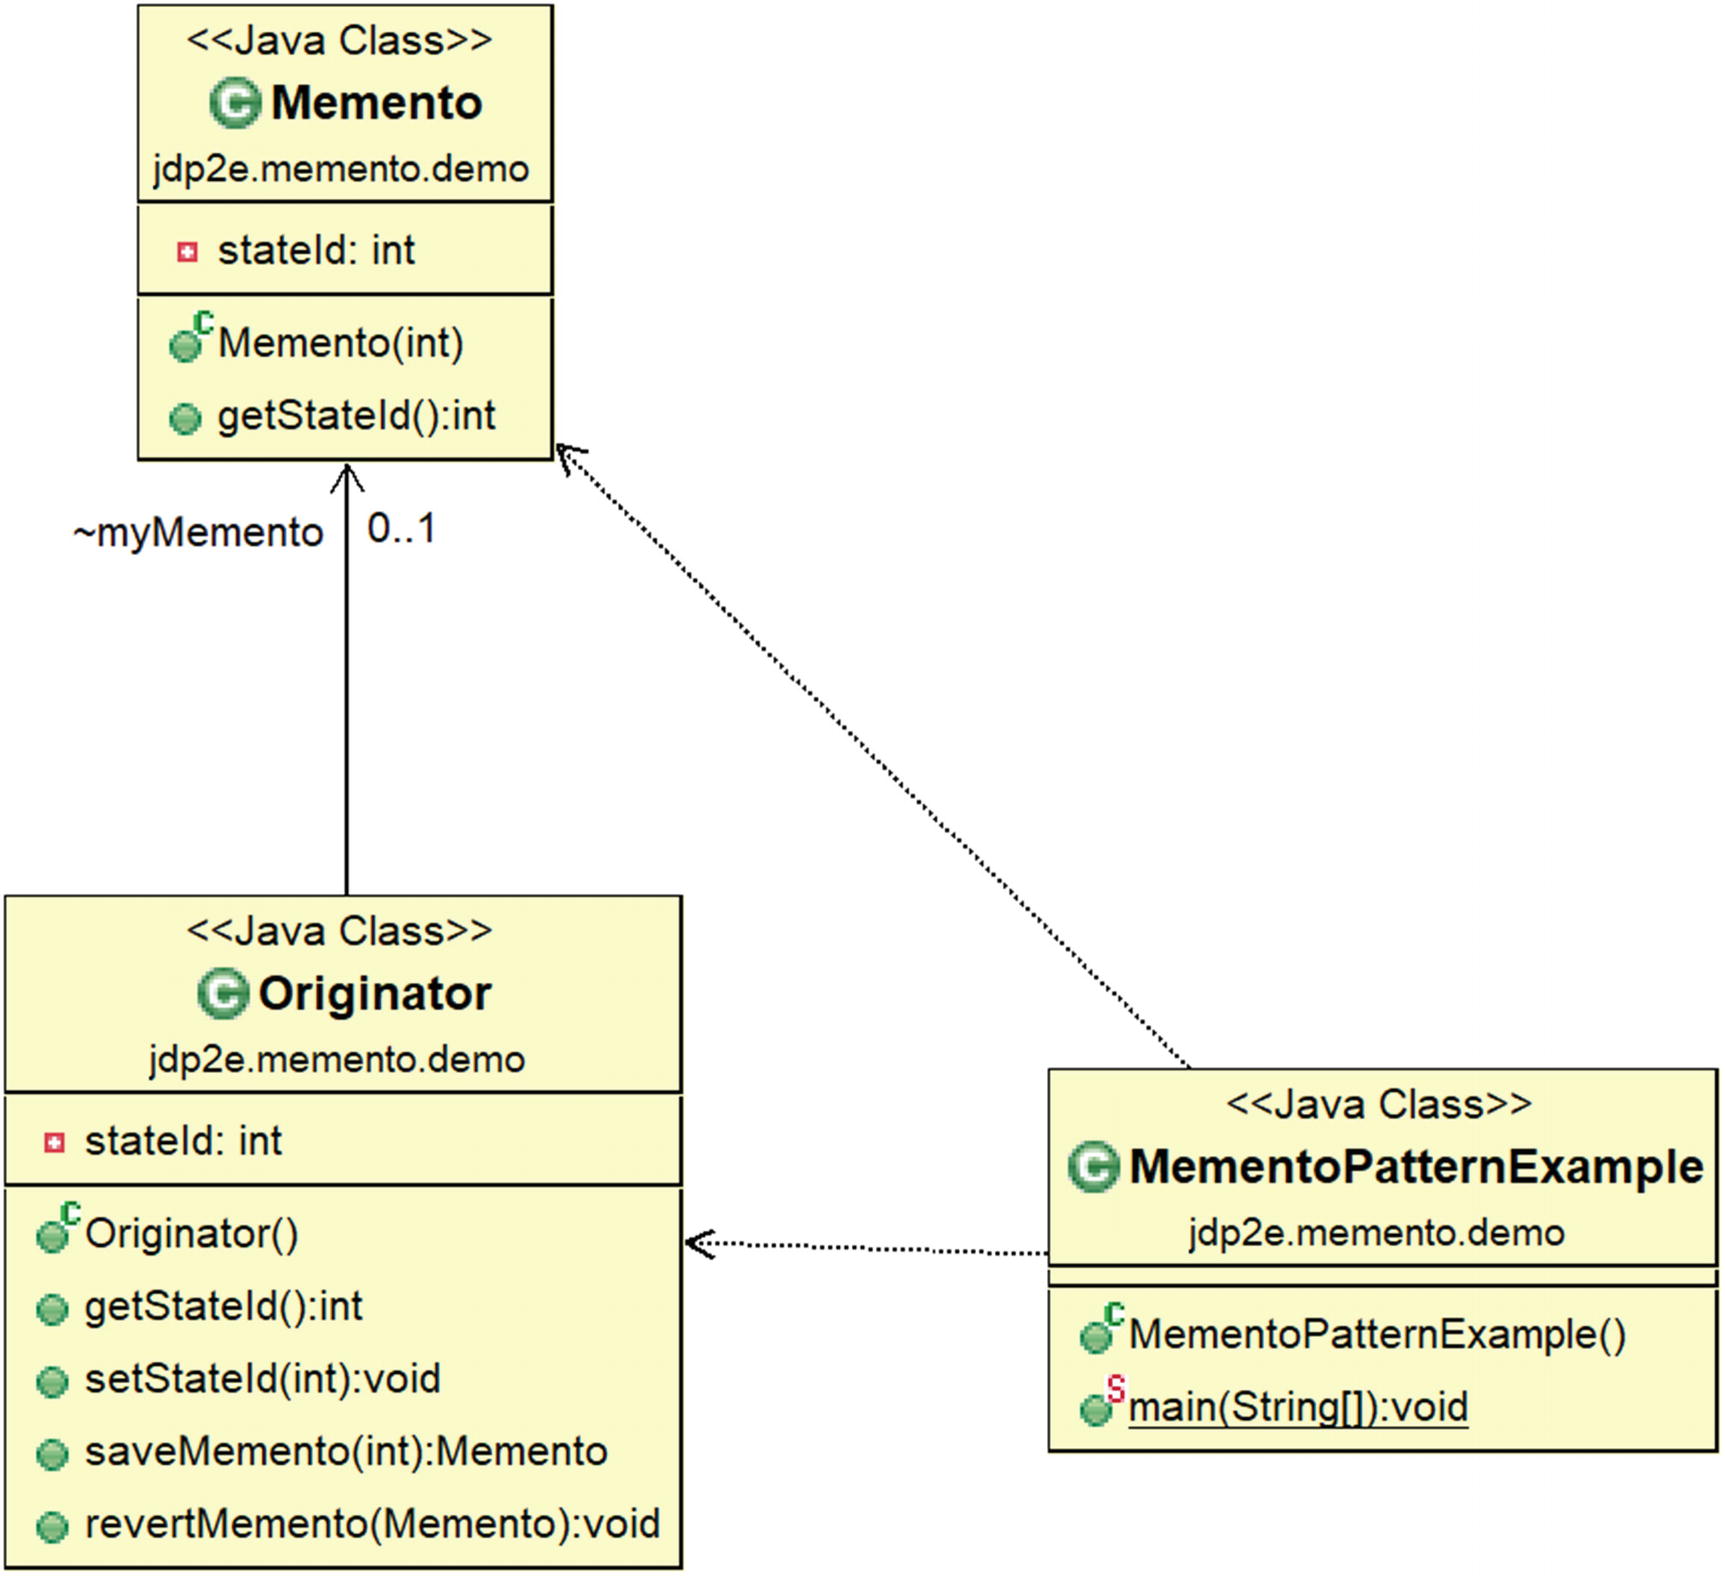 <<Java Class>>
C Memento
jdp2e.memento.demo
stateId: int
C Memento(int)
getStateId():int
~myMemento 0..1
<<Java Class>>
C Originator
jdp2e.memento.demo
stateId: int
C Originator()
getStateId():int
setStateId(int):void
saveMemento(int):Memento
revertMemento(Memento):void
<<Java Class>>
C MementoPatternExample
jdp2e.memento.demo
C MementoPatternExample()
S main(String[]):void